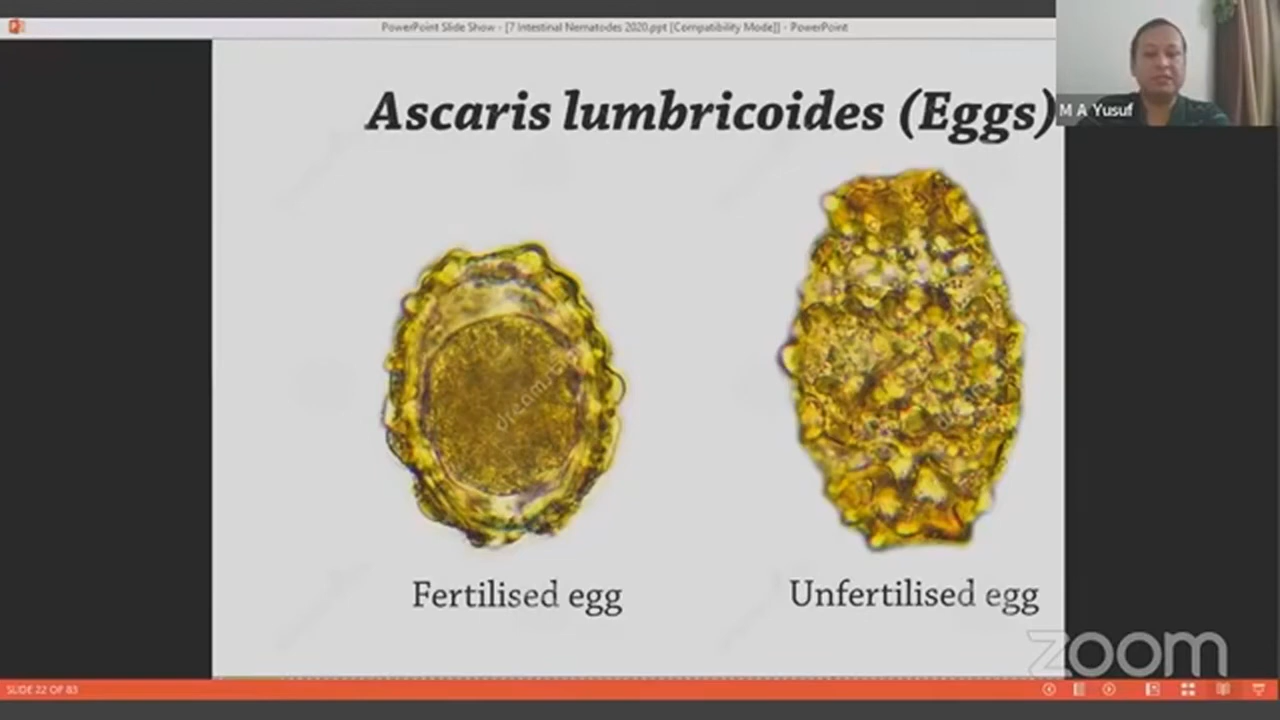 PowerPoint Slide Show - [7 Intestinal Nematodes 2020.ppt [Compatibility Mode]] - PowerPoint
Ascaris lumbricoides (Eggs)
M A Yusuf
Fertilised egg
Unfertilised egg
zoom
SLIDE 22 OF 83